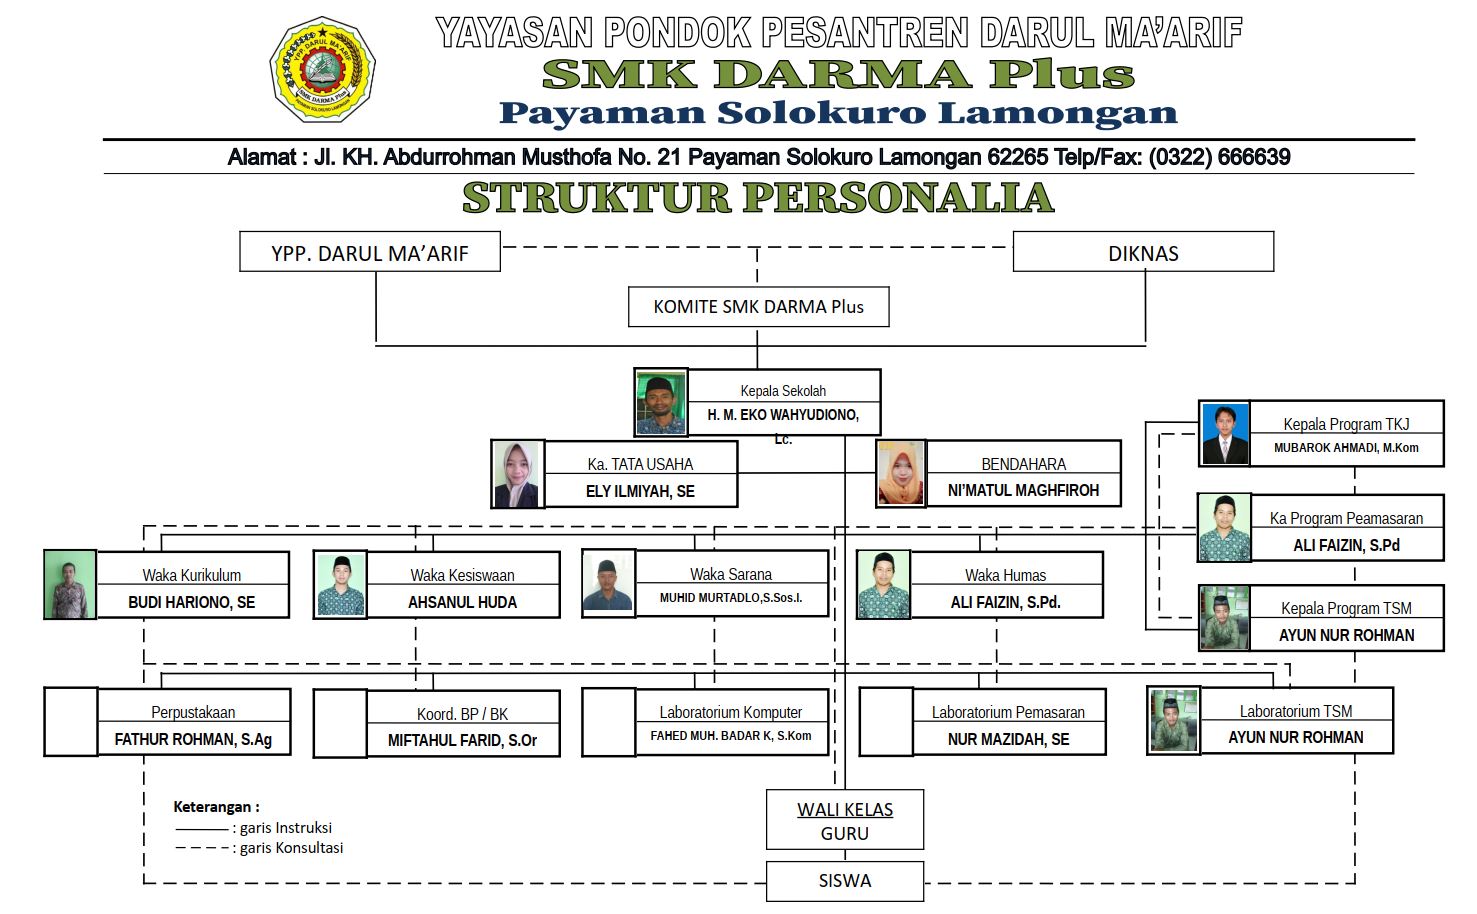 YPP. DARUL MA'ARIF
SMK DARMA Plus
PAYAMAN SOLOKURO LAMONGAN
YAYASAN PONDOK PESANTREN DARUL MA'ARIF
SMK DARMA Plus
Payaman Solokuro Lamongan
Alamat : Jl. KH. Abdurrohman Musthofa No. 21 Payaman Solokuro Lamongan 62265 Telp/Fax: (0322) 666639
STRUKTUR PERSONALIA
YPP. DARUL MA'ARIF
DIKNAS
KOMITE SMK DARMA Plus
Kepala Sekolah
H. M. EKO WAHYUDIONO,
Lc.
Ka. TATA USAHA
ELY ILMIYAH, SE
BENDAHARA
NI'MATUL MAGHFIROH
Kepala Program TKJ
MUBAROK AHMADI, M.Kom
Ka Program Peamasaran
ALI FAIZIN, S.Pd
Kepala Program TSM
AYUN NUR ROHMAN
Waka Kurikulum
BUDI HARIONO, SE
Waka Kesiswaan
AHSANUL HUDA
Waka Sarana
MUHID MURTADLO,S.Sos.I.
Waka Humas
ALI FAIZIN, S.Pd.
Perpustakaan
FATHUR ROHMAN, S.Ag
Koord. BP / BK
MIFTAHUL FARID, S.Or
Laboratorium Komputer
FAHED MUH. BADAR K, S.Kom
Laboratorium Pemasaran
NUR MAZIDAH, SE
Laboratorium TSM
AYUN NUR ROHMAN
Keterangan :
: garis Instruksi
: garis Konsultasi
WALI KELAS
GURU
SISWA